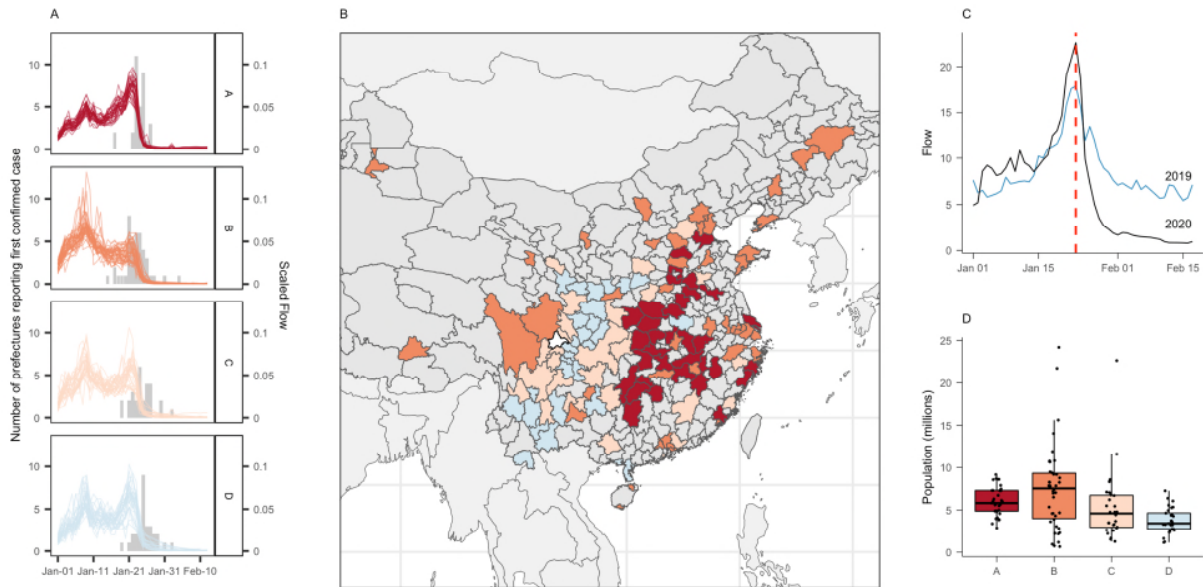 A
Number of prefectures reporting first confirmed case
Scaled Flow
10
5
0
0.1
0.05
0
A
10
5
0
0.1
0.05
0
B
10
5
0
0.1
0.05
0
C
10
5
0
0.1
0.05
0
D
Jan-01 Jan-11 Jan-21 Jan-31 Feb-10
B
C
Flow
20
15
10
5
0
2019
2020
Jan 01 Jan 15 Feb 01 Feb 15
D
Population (millions)
25
20
15
10
5
0
A B C D